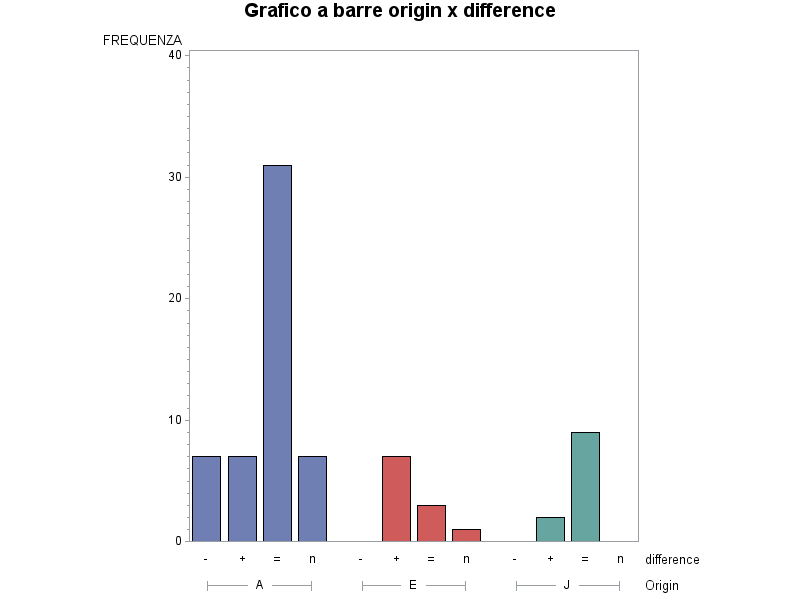 Grafico a barre origin x difference
FREQUENZA
40
30
20
10
0
- + = n - + = n - + = n difference
A E J Origin